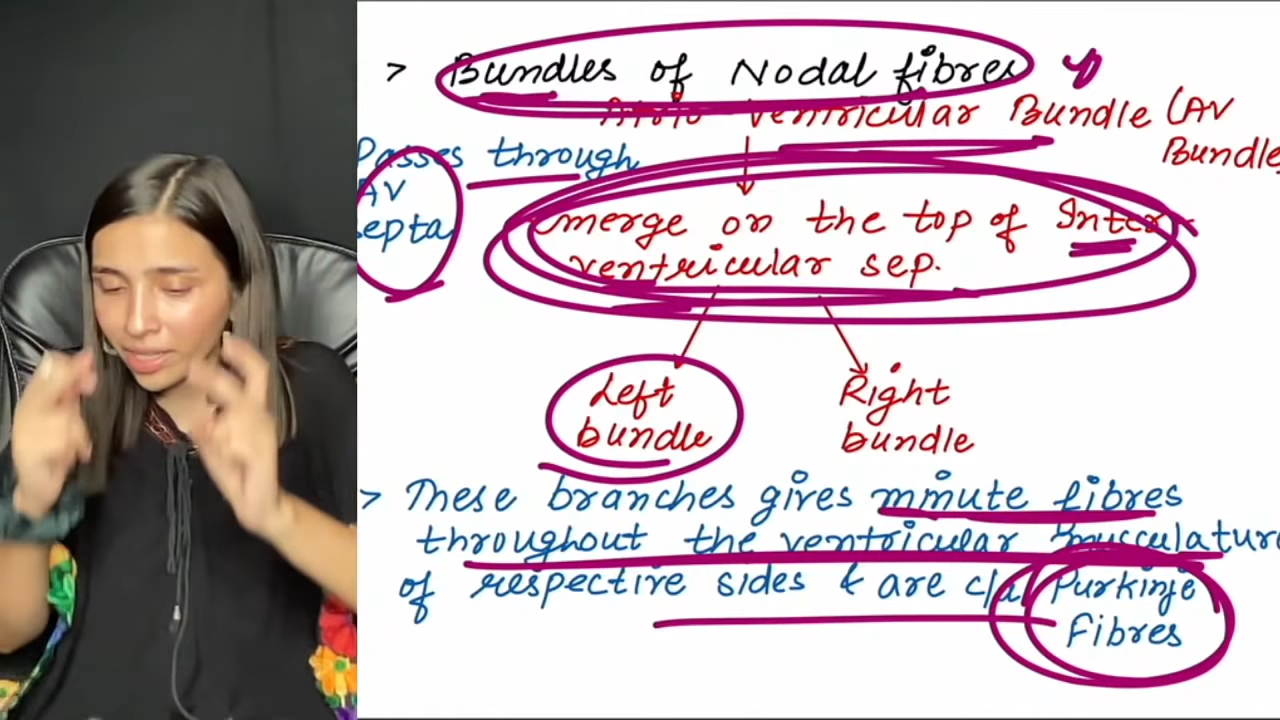 > Bundles of Nodal fibres
Atrio ventricular Bundle (AV
Bundle
Passes through
AV
septa
emerge on the top of Inter
ventricular sep.
Left
bundle
Right
bundle
> These branches gives minute fibres
throughout the ventricular musculature
of respective sides & are c/d Purkinje
Fibres